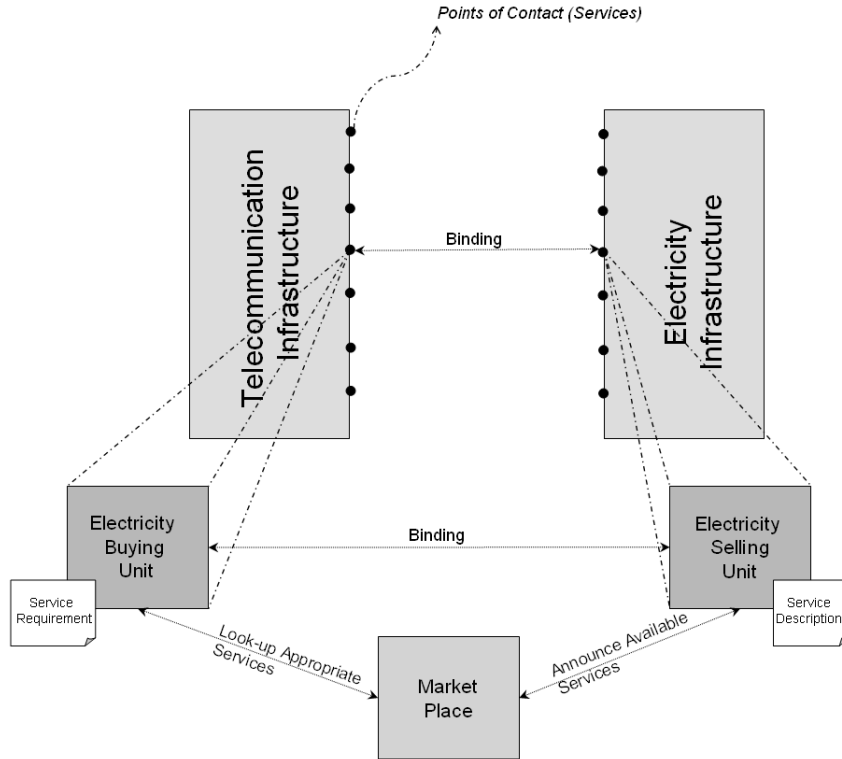 Points of Contact (Services)
Telecommunication
Infrastructure
Electricity
Infrastructure
Binding
Electricity
Buying
Unit
Binding
Electricity
Selling
Unit
Service
Requirement
Service
Description
Look-up Appropriate
Services
Announce Available
Services
Market
Place